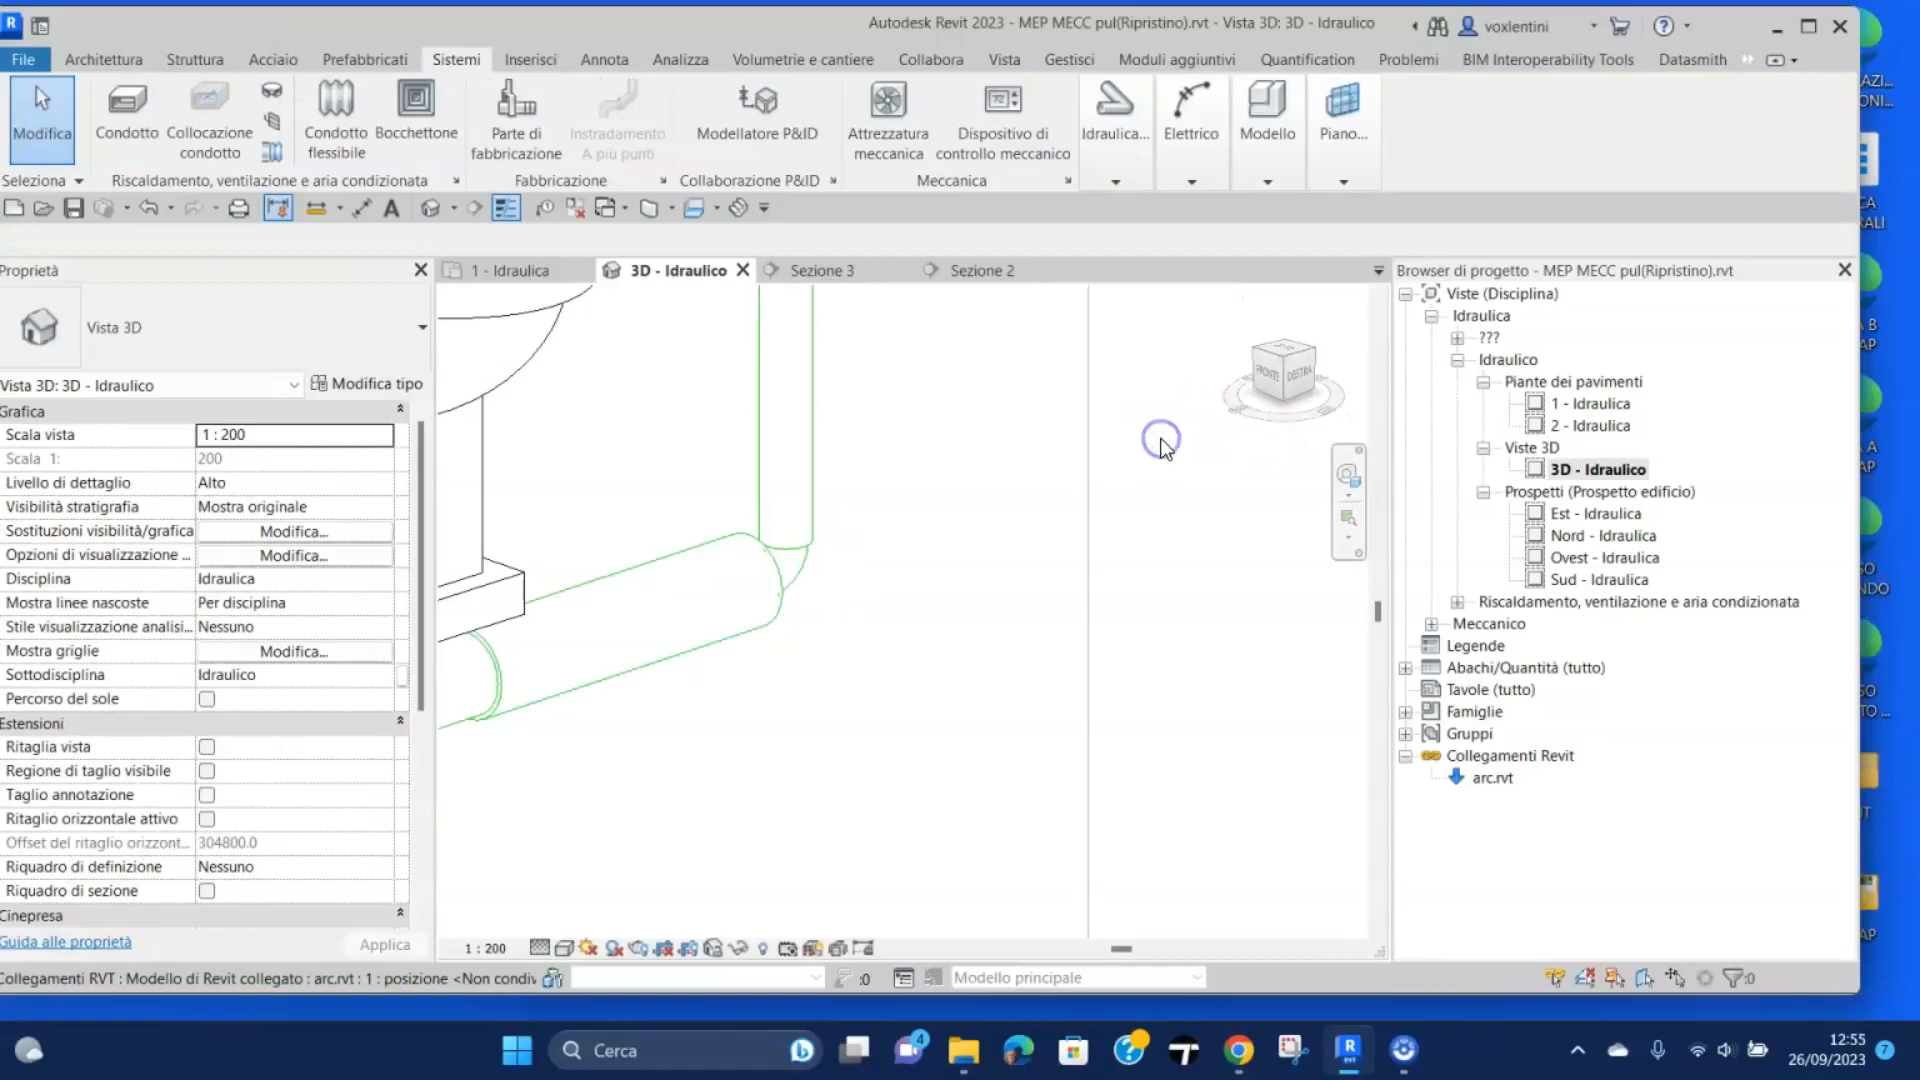 Autodesk Revit 2023 - MEP MECC pul(Ripristino).rvt - Vista 3D: 3D - Idraulico
voxlentini
File Architettura Struttura Acciaio Prefabbricati Sistemi Inserisci Annota Analizza Volumetrie e cantiere Collabora Vista Gestisci Moduli aggiuntivi Quantification Problemi BIM Interoperability Tools Datasmith
Modifica
Condotto
Collocazione condotto
Condotto flessibile
Bocchettone
Parte di fabbricazione
Instradamento A più punti
Modellatore P&ID
Attrezzatura meccanica
Dispositivo di controllo meccanico
Idraulica...
Elettrico
Modello
Piano...
Seleziona
Riscaldamento, ventilazione e aria condizionata
Fabbricazione
Collaborazione P&ID
Meccanica
Proprietà
Vista 3D
Vista 3D: 3D - Idraulico
Modifica tipo
Grafica
Scala vista 1 : 200
Scala 1: 200
Livello di dettaglio Alto
Visibilità stratigrafia Mostra originale
Sostituzioni visibilità/grafica Modifica...
Opzioni di visualizzazione ... Modifica...
Disciplina Idraulica
Mostra linee nascoste Per disciplina
Stile visualizzazione analisi... Nessuno
Mostra griglie Modifica...
Sottodisciplina Idraulico
Percorso del sole
Estensioni
Ritaglia vista
Regione di taglio visibile
Taglio annotazione
Ritaglio orizzontale attivo
Offset del ritaglio orizzont... 304800.0
Riquadro di definizione Nessuno
Riquadro di sezione
Cinepresa
Guida alle proprietà
Applica
1 - Idraulica
3D - Idraulico
Sezione 3
Sezione 2
FRONTE
DESTRA
1 : 200
Browser di progetto - MEP MECC pul(Ripristino).rvt
Viste (Disciplina)
Idraulica
???
Idraulico
Piante dei pavimenti
1 - Idraulica
2 - Idraulica
Viste 3D
3D - Idraulico
Prospetti (Prospetto edificio)
Est - Idraulica
Nord - Idraulica
Ovest - Idraulica
Sud - Idraulica
Riscaldamento, ventilazione e aria condizionata
Meccanico
Legende
Abachi/Quantità (tutto)
Tavole (tutto)
Famiglie
Gruppi
Collegamenti Revit
arc.rvt
Collegamenti RVT : Modello di Revit collegato : arc.rvt : 1 : posizione <Non condiv
:0
Modello principale
:0
Cerca
4
12:55
26/09/2023
7